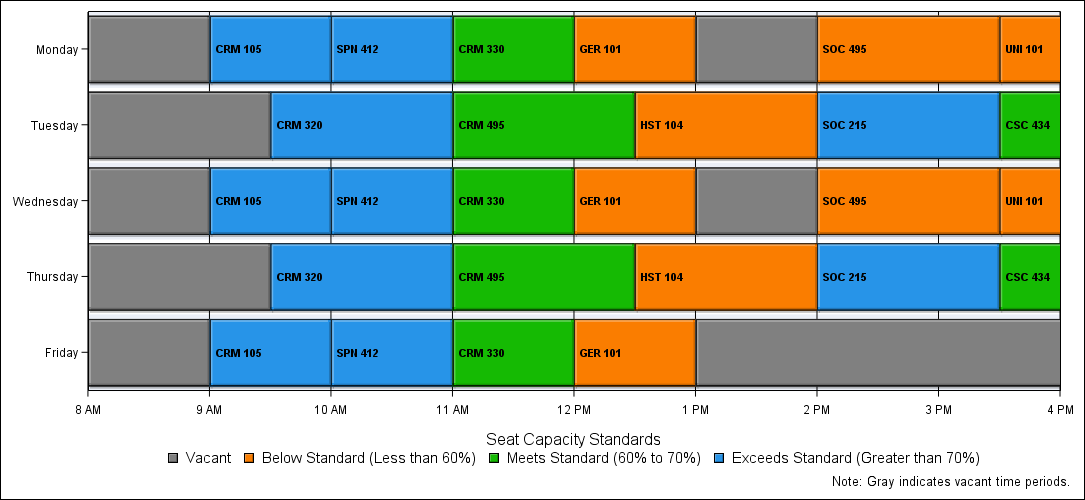 Monday
CRM 105 SPN 412 CRM 330 GER 101 SOC 495 UNI 101
Tuesday
CRM 320 CRM 495 HST 104 SOC 215 CSC 434
Wednesday
CRM 105 SPN 412 CRM 330 GER 101 SOC 495 UNI 101
Thursday
CRM 320 CRM 495 HST 104 SOC 215 CSC 434
Friday
CRM 105 SPN 412 CRM 330 GER 101
8 AM 9 AM 10 AM 11 AM 12 PM 1 PM 2 PM 3 PM 4 PM
Seat Capacity Standards
Vacant Below Standard (Less than 60%) Meets Standard (60% to 70%) Exceeds Standard (Greater than 70%)
Note: Gray indicates vacant time periods.